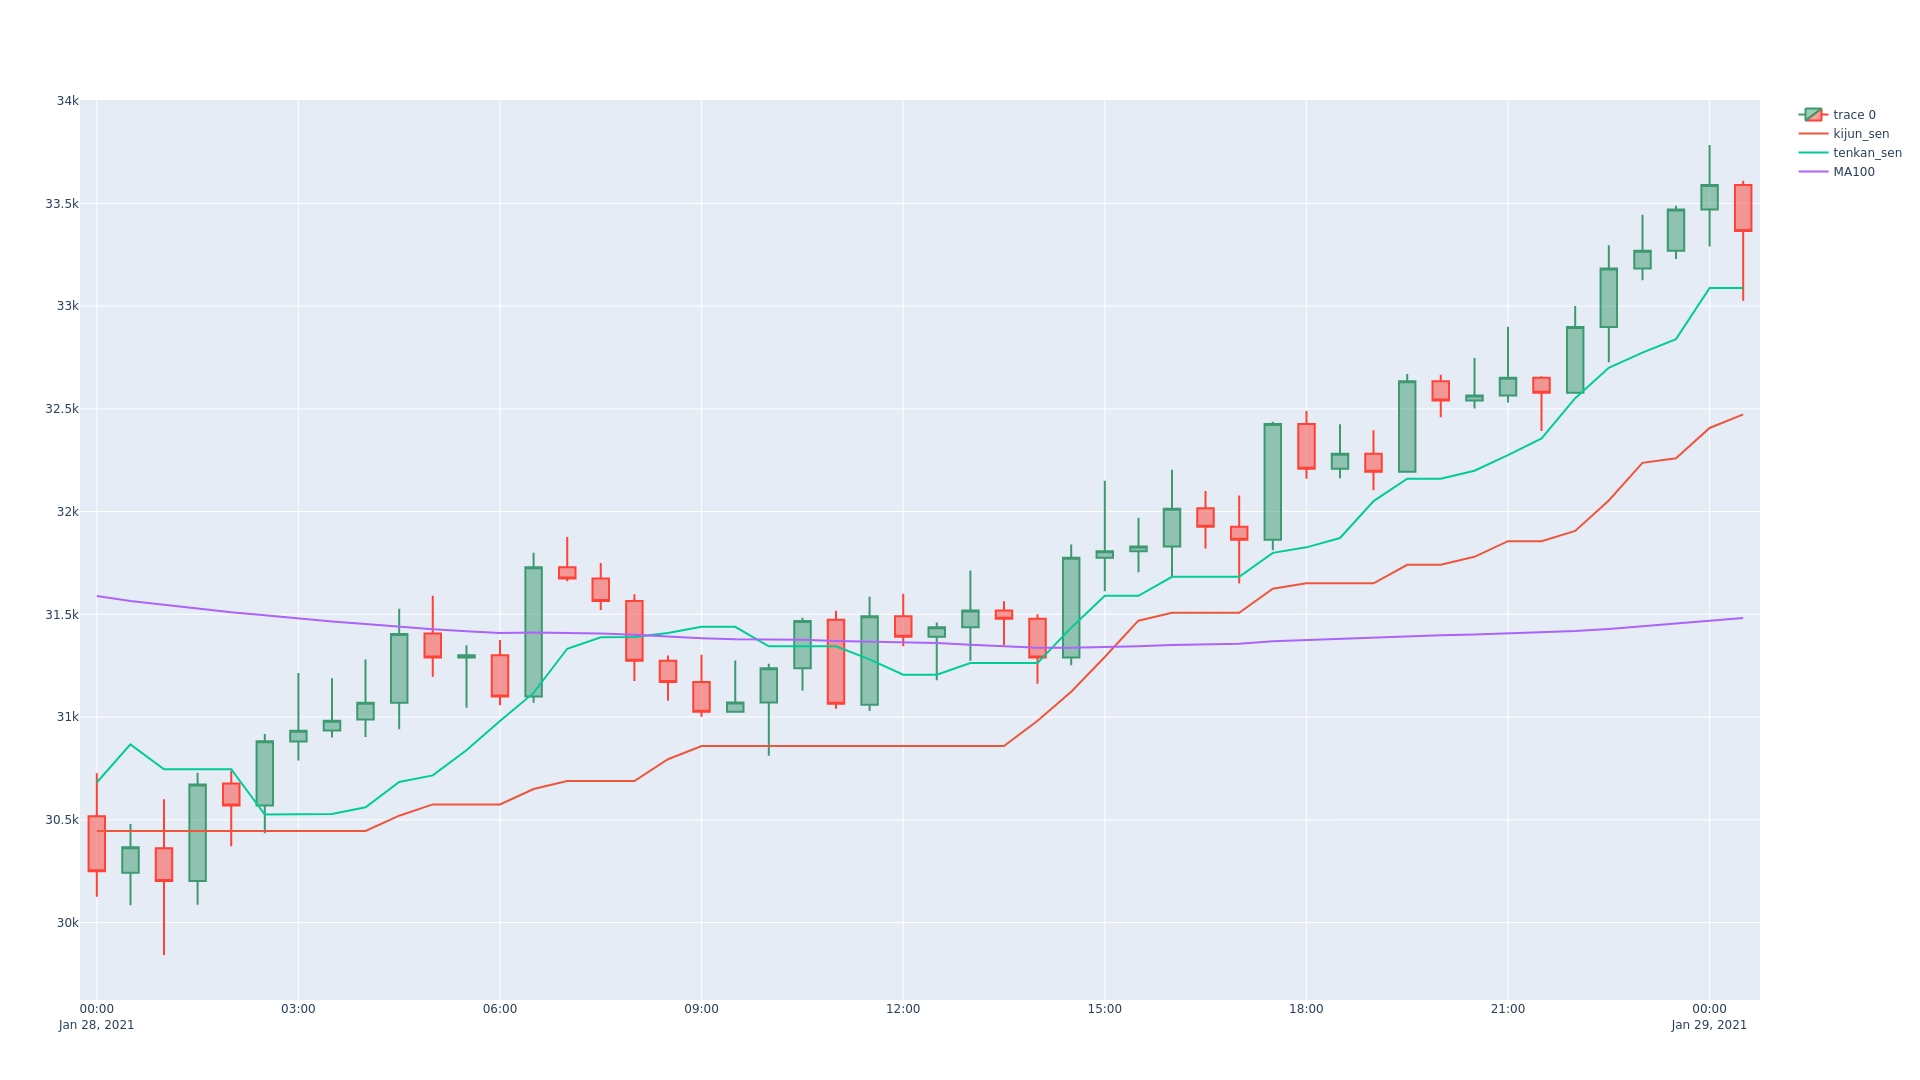 34k
33.5k
33k
32.5k
32k
31.5k
31k
30.5k
30k
00:00 03:00 06:00 09:00 12:00 15:00 18:00 21:00 00:00
Jan 28, 2021 Jan 29, 2021
trace 0
kijun_sen
tenkan_sen
MA100